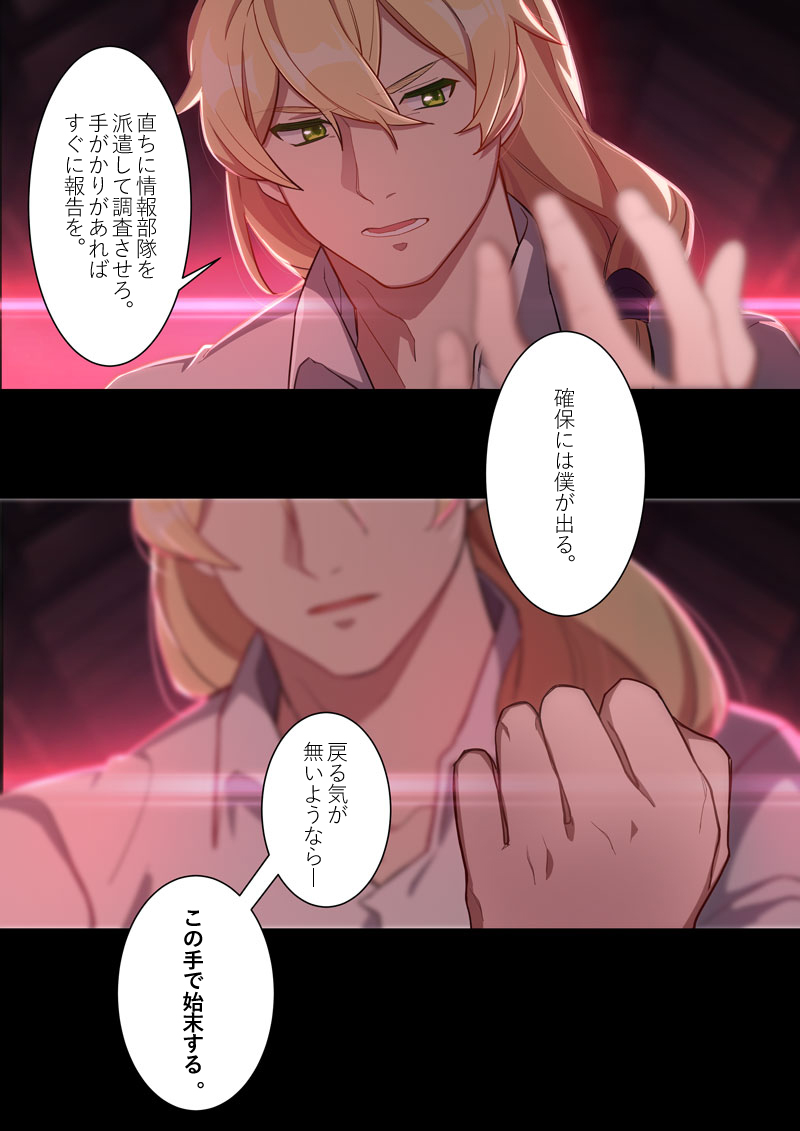 直ちに情報部隊を
派遣して調査させろ。
手がかりがあれば
すぐに報告を。
確保には僕が出る。
戻る気が
無いようならー
この手で始末する。